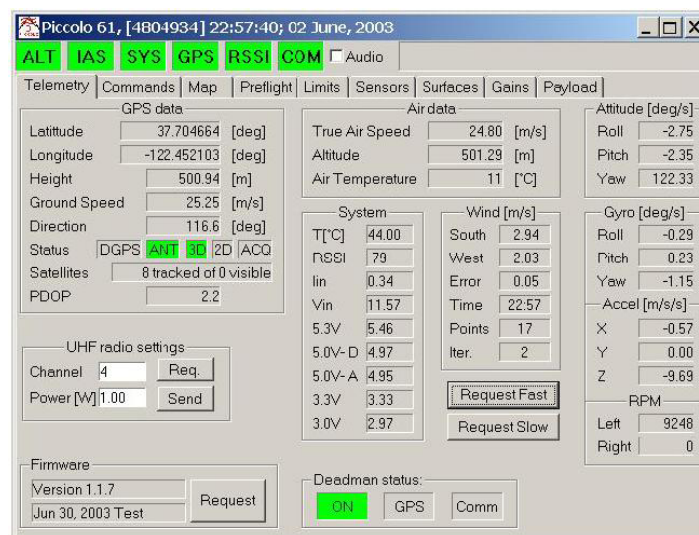 Piccolo 61, [4804934] 22:57:40; 02 June, 2003
ALT IAS SYS GPS RSSI COM Audio
Telemetry Commands Map Preflight Limits Sensors Surfaces Gains Payload
GPS data
Latittude 37.704664 [deg]
Longitude -122.452103 [deg]
Height 500.94 [m]
Ground Speed 25.25 [m/s]
Direction 116.6 [deg]
Status DGPS ANT 3D 2D ACQ
Satellites 8 tracked of 0 visible
PDOP 2.2
UHF radio settings
Channel 4 Req.
Power [W] 1.00 Send
Firmware
Version 1.1.7
Jun 30, 2003 Test
Request
Air data
True Air Speed 24.80 [m/s]
Altitude 501.29 [m]
Air Temperature 11 [°C]
System
T[°C] 44.00
RSSI 79
Iin 0.34
Vin 11.57
5.3V 5.46
5.0V-D 4.97
5.0V-A 4.95
3.3V 3.33
3.0V 2.97
Wind [m/s]
South 2.94
West 2.03
Error 0.05
Time 22:57
Points 17
Iter. 2
Request Fast
Request Slow
Deadman status:
ON GPS Comm
Attitude [deg/s]
Roll -2.75
Pitch -2.35
Yaw 122.33
Gyro [deg/s]
Roll -0.29
Pitch 0.23
Yaw -1.15
Accel [m/s/s]
X -0.57
Y 0.00
Z -9.69
RPM
Left 9248
Right 0